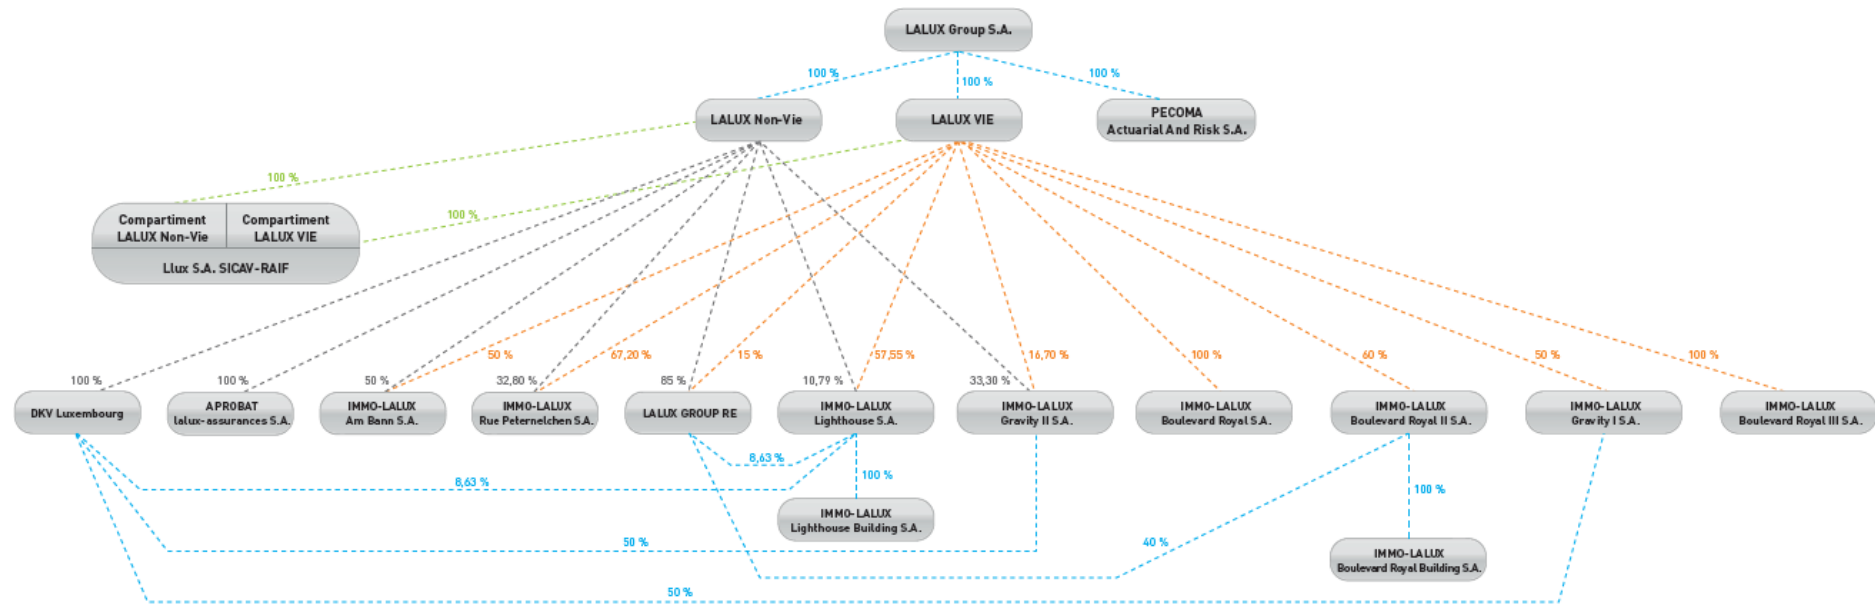 LALUX Group S.A.
100 %
100 %
100 %
LALUX Non-Vie
LALUX VIE
PECOMA
Actuarial And Risk S.A.
100 %
100 %
Compartiment
LALUX Non-Vie
Compartiment
LALUX VIE
Llux S.A. SICAV-RAIF
50 %
67,20 %
15 %
57,55 %
16,70 %
100 %
60 %
50 %
100 %
100 %
100 %
50 %
32,80 %
85 %
10,79 %
33,30 %
DKV Luxembourg
APROBAT
lalux-assurances S.A.
IMMO-LALUX
Am Bann S.A.
IMMO-LALUX
Rue Peternelchen S.A.
LALUX GROUP RE
IMMO-LALUX
Lighthouse S.A.
IMMO-LALUX
Gravity II S.A.
IMMO-LALUX
Boulevard Royal S.A.
IMMO-LALUX
Boulevard Royal II S.A.
IMMO-LALUX
Gravity I S.A.
IMMO-LALUX
Boulevard Royal III S.A.
8,63 %
8,63 %
100 %
100 %
IMMO-LALUX
Lighthouse Building S.A.
50 %
40 %
IMMO-LALUX
Boulevard Royal Building S.A.
50 %